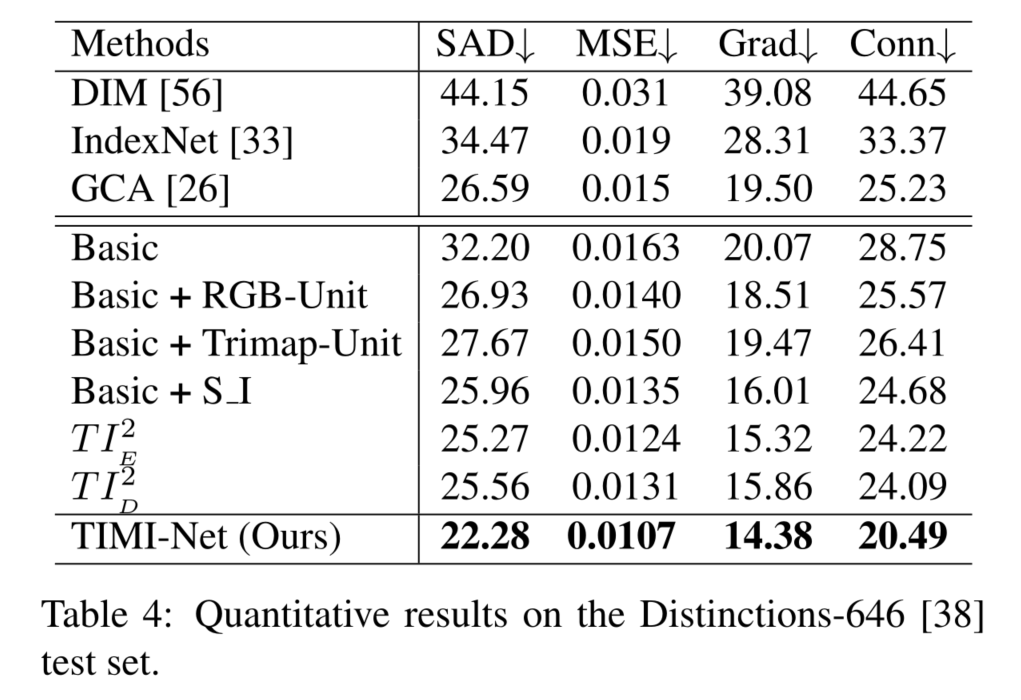 Methods SAD↓ MSE↓ Grad↓ Conn↓
DIM [56] 44.15 0.031 39.08 44.65
IndexNet [33] 34.47 0.019 28.31 33.37
GCA [26] 26.59 0.015 19.50 25.23
Basic 32.20 0.0163 20.07 28.75
Basic + RGB-Unit 26.93 0.0140 18.51 25.57
Basic + Trimap-Unit 27.67 0.0150 19.47 26.41
Basic + S_I 25.96 0.0135 16.01 24.68
TI²_E 25.27 0.0124 15.32 24.22
TI²_D 25.56 0.0131 15.86 24.09
TIMI-Net (Ours) 22.28 0.0107 14.38 20.49
Table 4: Quantitative results on the Distinctions-646 [38]
test set.